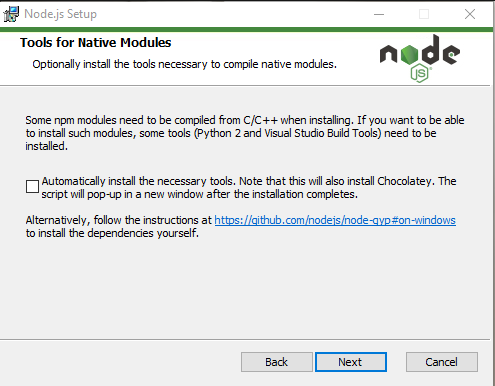 Node.js Setup
Tools for Native Modules
Optionally install the tools necessary to compile native modules.
node
JS
Some npm modules need to be compiled from C/C++ when installing. If you want to be able
to install such modules, some tools (Python 2 and Visual Studio Build Tools) need to be
installed.
Automatically install the necessary tools. Note that this will also install Chocolatey. The
script will pop-up in a new window after the installation completes.
Alternatively, follow the instructions at https://github.com/nodejs/node-gyp#on-windows
to install the dependencies yourself.
Back
Next
Cancel